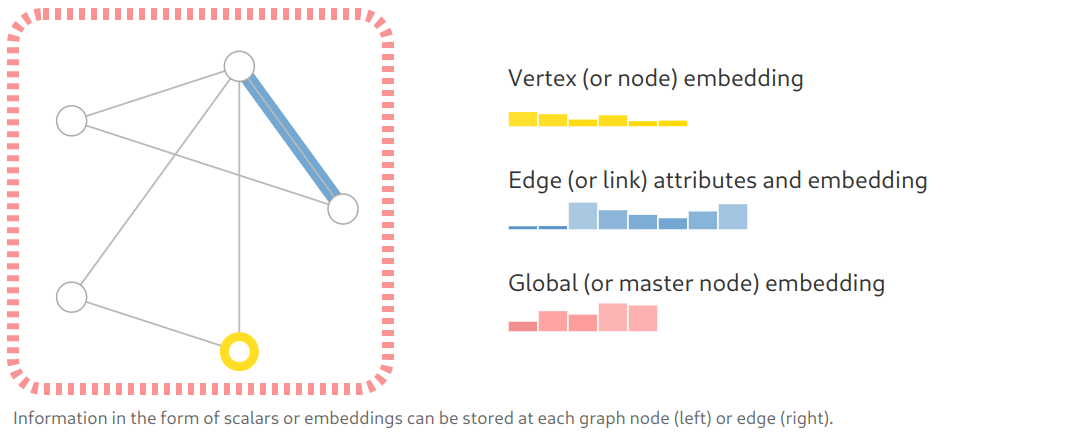 Vertex (or node) embedding
Edge (or link) attributes and embedding
Global (or master node) embedding
Information in the form of scalars or embeddings can be stored at each graph node (left) or edge (right).